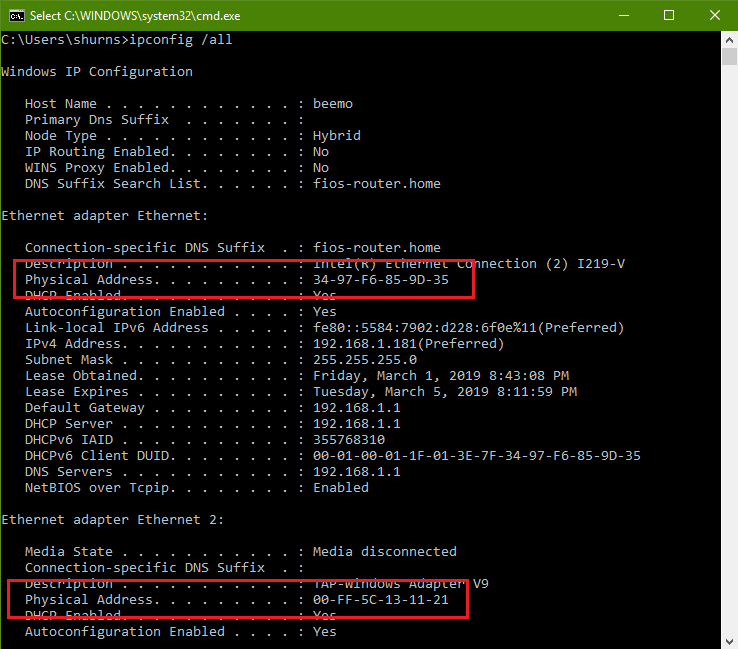 Select C:\WINDOWS\system32\cmd.exe
C:\Users\shurns>ipconfig /all
Windows IP Configuration
Host Name . . . . . . . . . . . . : beemo
Primary Dns Suffix  . . . . . . . :
Node Type . . . . . . . . . . . . : Hybrid
IP Routing Enabled. . . . . . . . : No
WINS Proxy Enabled. . . . . . . . : No
DNS Suffix Search List. . . . . . : fios-router.home
Ethernet adapter Ethernet:
Connection-specific DNS Suffix  . : fios-router.home
Description . . . . . . . . . . . : Intel(R) Ethernet Connection (2) I219-V
Physical Address. . . . . . . . . : 34-97-F6-85-9D-35
DHCP Enabled. . . . . . . . . . . : Yes
Autoconfiguration Enabled . . . . : Yes
Link-local IPv6 Address . . . . . : fe80::5584:7902:d228:6f0e%11(Preferred)
IPv4 Address. . . . . . . . . . . : 192.168.1.181(Preferred)
Subnet Mask . . . . . . . . . . . : 255.255.255.0
Lease Obtained. . . . . . . . . . : Friday, March 1, 2019 8:43:08 PM
Lease Expires . . . . . . . . . . : Tuesday, March 5, 2019 8:11:59 PM
Default Gateway . . . . . . . . . : 192.168.1.1
DHCP Server . . . . . . . . . . . : 192.168.1.1
DHCPv6 IAID . . . . . . . . . . . : 355768310
DHCPv6 Client DUID. . . . . . . . : 00-01-00-01-1F-01-3E-7F-34-97-F6-85-9D-35
DNS Servers . . . . . . . . . . . : 192.168.1.1
NetBIOS over Tcpip. . . . . . . . : Enabled
Ethernet adapter Ethernet 2:
Media State . . . . . . . . . . . : Media disconnected
Connection-specific DNS Suffix  . :
Description . . . . . . . . . . . : TAP-Windows Adapter V9
Physical Address. . . . . . . . . : 00-FF-5C-13-11-21
DHCP Enabled. . . . . . . . . . . : Yes
Autoconfiguration Enabled . . . . : Yes